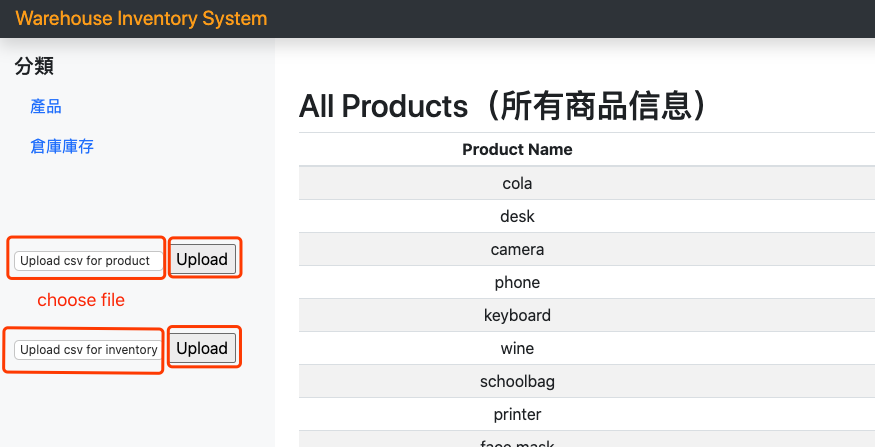 Warehouse Inventory System
分類
產品
倉庫庫存
Upload csv for product
Upload
choose file
Upload csv for inventory
Upload
All Products（所有商品信息）
Product Name
cola
desk
camera
phone
keyboard
wine
schoolbag
printer
face mask